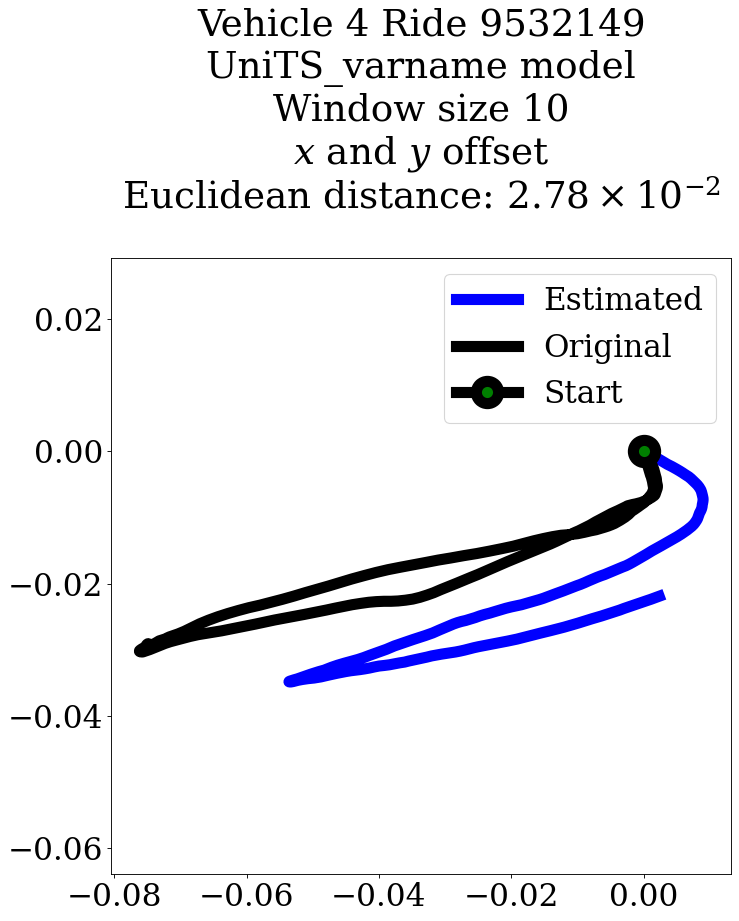 Vehicle 4 Ride 9532149
UniTS_varname model
Window size 10
x and y offset
Euclidean distance: 2.78 × 10⁻²
Estimated
Original
Start
0.02
0.00
−0.02
−0.04
−0.06
−0.08 −0.06 −0.04 −0.02 0.00